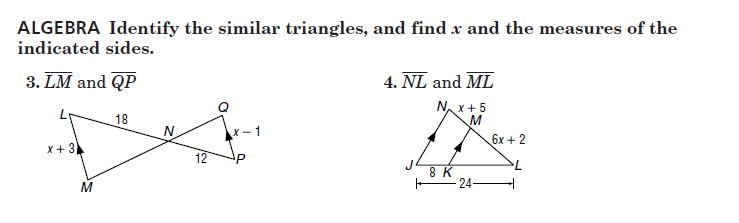 ALGEBRA Identify the similar triangles, and find x and the measures of the
indicated sides.
3. LM and QP
4. NL and ML
L
18
Q
N
x − 1
x + 3
12
P
M
N
x + 5
M
6x + 2
J
8
K
L
24